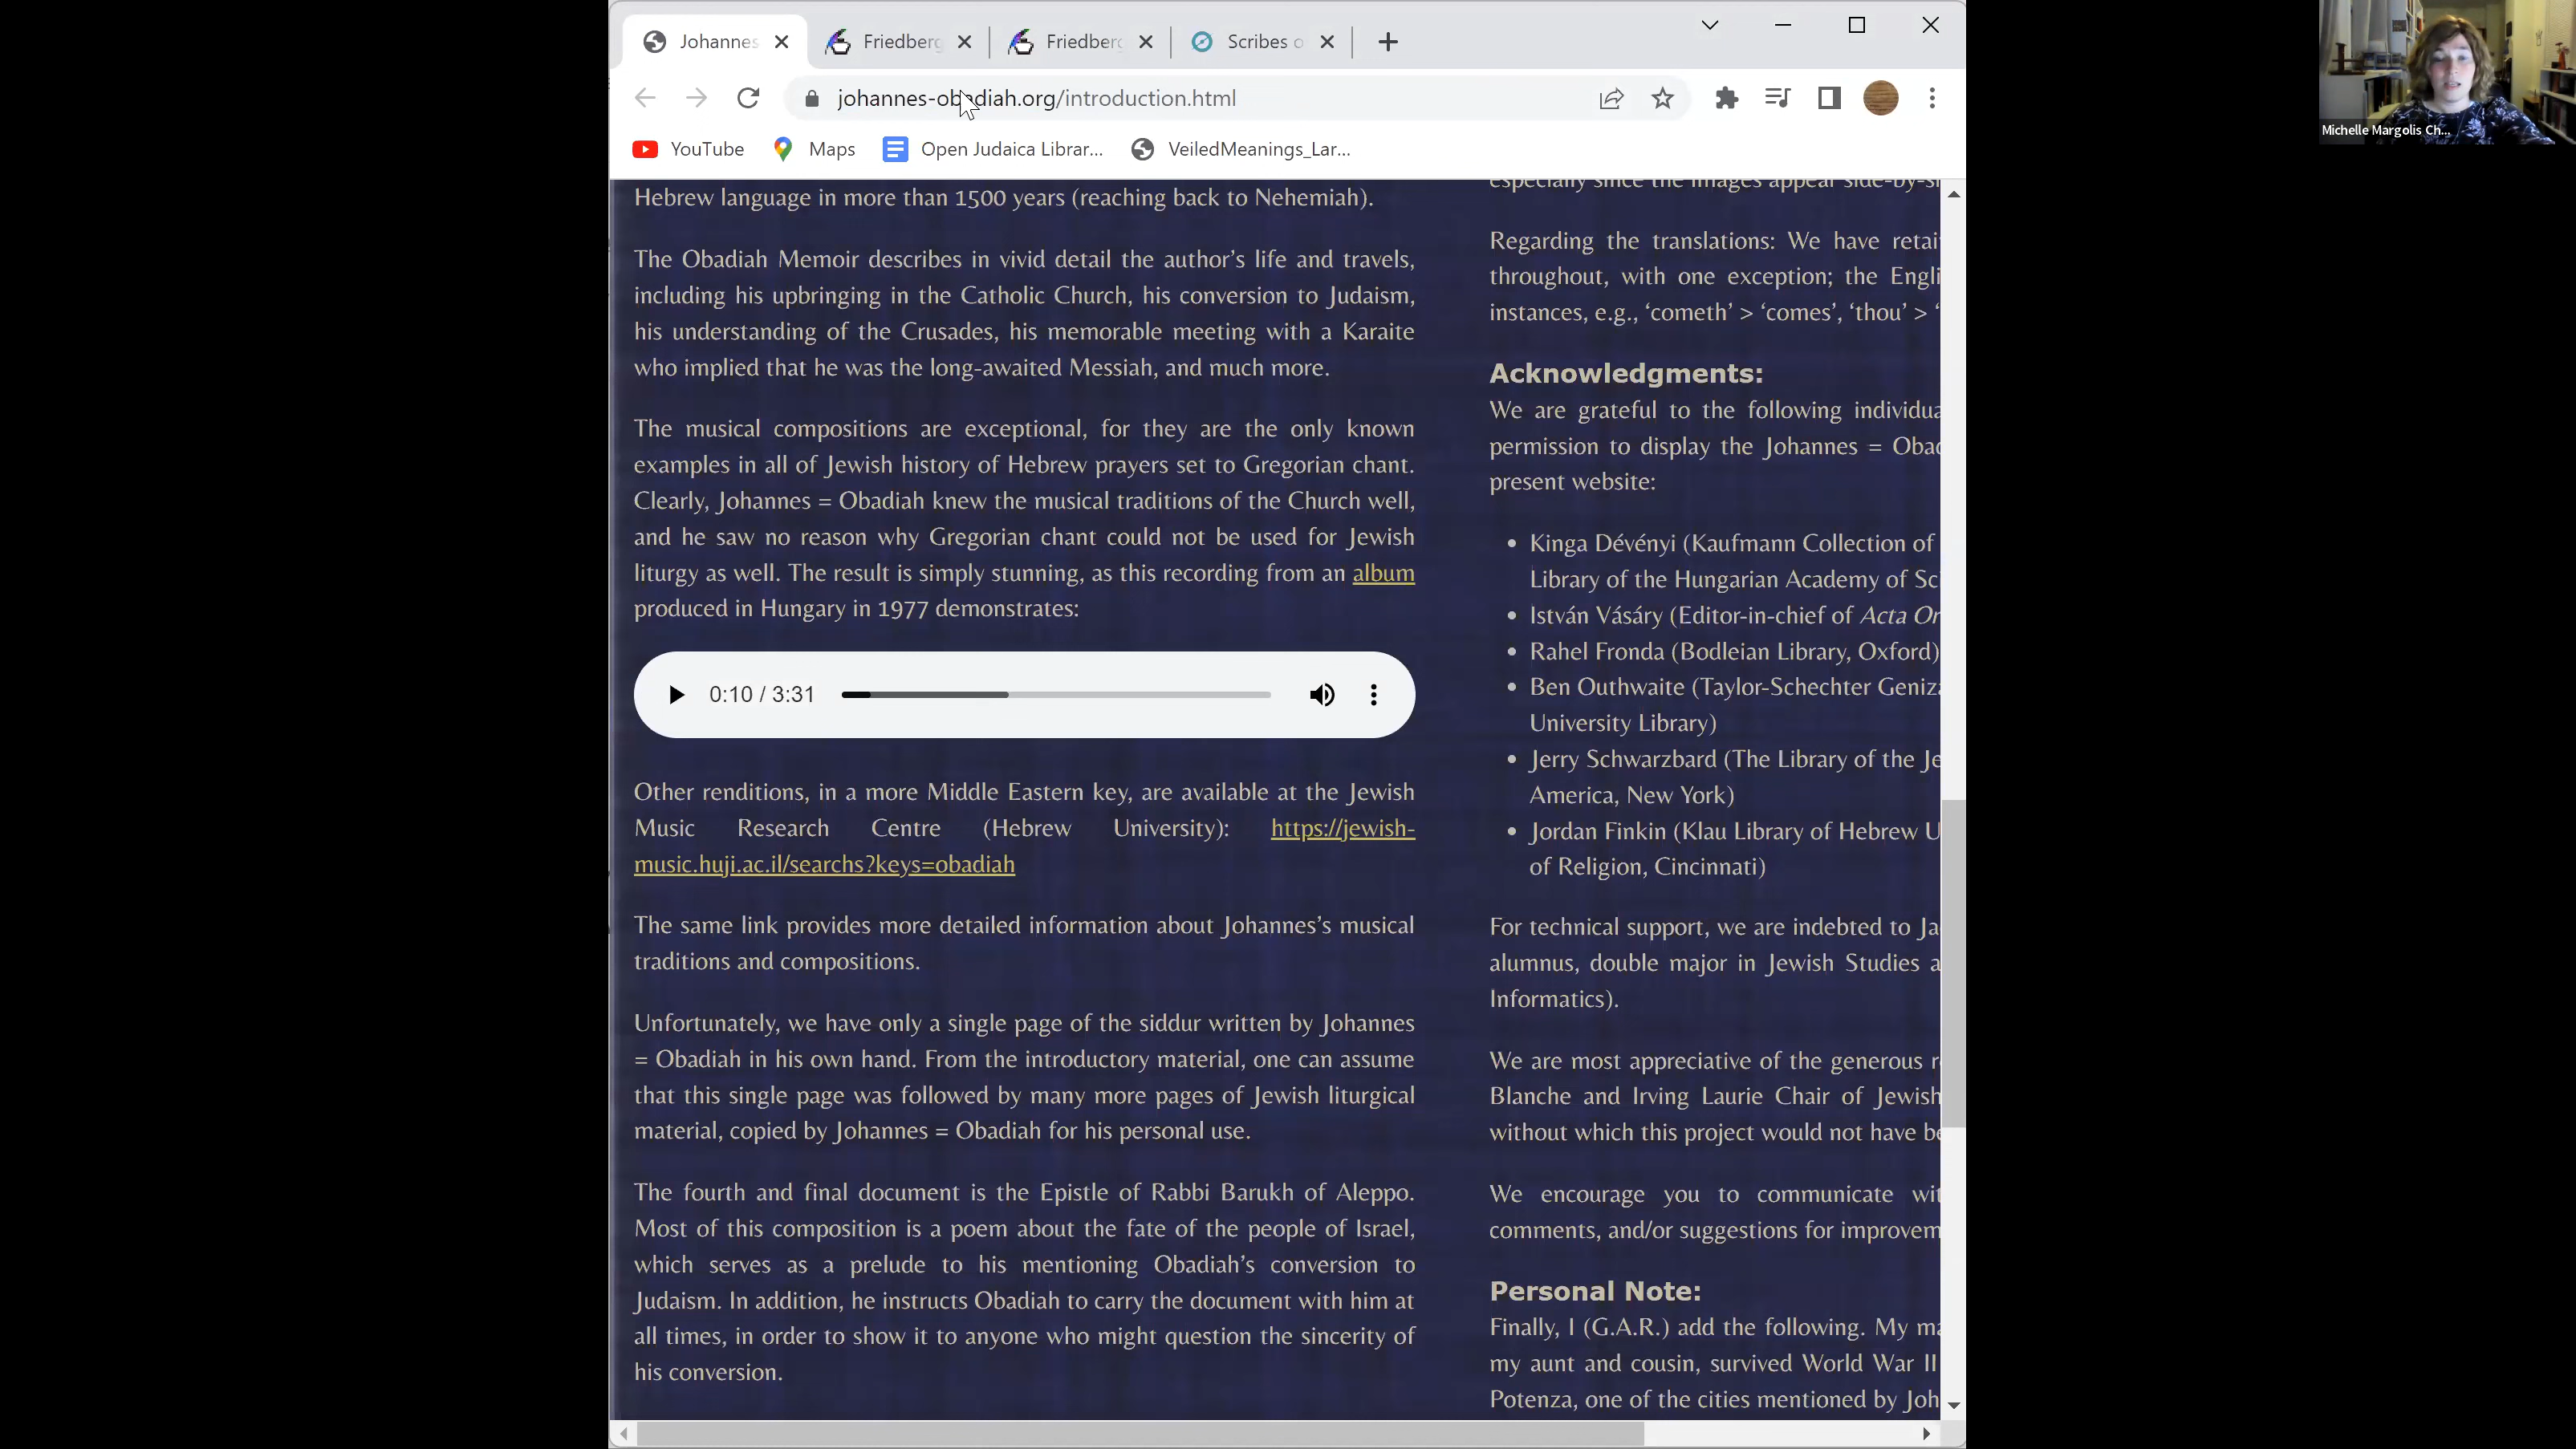 Johannes
Friedberg
Friedberg
Scribes o
johannes-obadiah.org/introduction.html
YouTube
Maps
Open Judaica Librar...
VeiledMeanings_Lar...
Hebrew language in more than 1500 years (reaching back to Nehemiah).
The Obadiah Memoir describes in vivid detail the author’s life and travels,
including his upbringing in the Catholic Church, his conversion to Judaism,
his understanding of the Crusades, his memorable meeting with a Karaite
who implied that he was the long-awaited Messiah, and much more.
The musical compositions are exceptional, for they are the only known
examples in all of Jewish history of Hebrew prayers set to Gregorian chant.
Clearly, Johannes = Obadiah knew the musical traditions of the Church well,
and he saw no reason why Gregorian chant could not be used for Jewish
liturgy as well. The result is simply stunning, as this recording from an album
produced in Hungary in 1977 demonstrates:
0:10 / 3:31
Other renditions, in a more Middle Eastern key, are available at the Jewish
Music Research Centre (Hebrew University): https://jewish-
music.huji.ac.il/searchs?keys=obadiah
The same link provides more detailed information about Johannes’s musical
traditions and compositions.
Unfortunately, we have only a single page of the siddur written by Johannes
= Obadiah in his own hand. From the introductory material, one can assume
that this single page was followed by many more pages of Jewish liturgical
material, copied by Johannes = Obadiah for his personal use.
The fourth and final document is the Epistle of Rabbi Barukh of Aleppo.
Most of this composition is a poem about the fate of the people of Israel,
which serves as a prelude to his mentioning Obadiah’s conversion to
Judaism. In addition, he instructs Obadiah to carry the document with him at
all times, in order to show it to anyone who might question the sincerity of
his conversion.
especially since the images appear side-by-si
Regarding the translations: We have retai
throughout, with one exception; the Engli
instances, e.g., ‘cometh’ > ‘comes’, ‘thou’ > ‘
Acknowledgments:
We are grateful to the following individua
permission to display the Johannes = Obad
present website:
• Kinga Dévényi (Kaufmann Collection of
Library of the Hungarian Academy of Sci
• István Vásáry (Editor-in-chief of Acta Or
• Rahel Fronda (Bodleian Library, Oxford)
• Ben Outhwaite (Taylor-Schechter Geniza
University Library)
• Jerry Schwarzbard (The Library of the Je
America, New York)
• Jordan Finkin (Klau Library of Hebrew U
of Religion, Cincinnati)
For technical support, we are indebted to Ja
alumnus, double major in Jewish Studies a
Informatics).
We are most appreciative of the generous r
Blanche and Irving Laurie Chair of Jewish
without which this project would not have be
We encourage you to communicate wit
comments, and/or suggestions for improvem
Personal Note:
Finally, I (G.A.R.) add the following. My ma
my aunt and cousin, survived World War II
Potenza, one of the cities mentioned by Joh
Michelle Margolis Ch...